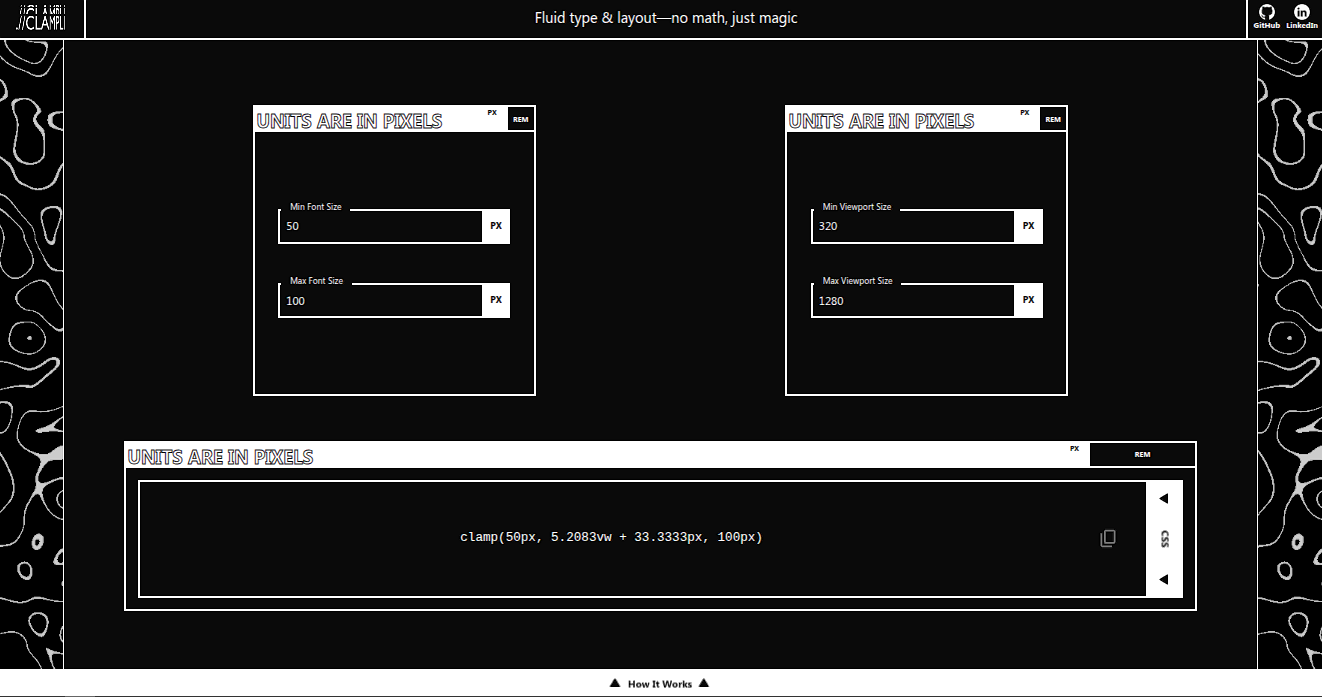 //CLAMP//
Fluid type & layout—no math, just magic
GitHub LinkedIn
UNITS ARE IN PIXELS PX REM
Min Font Size
50 PX
Max Font Size
100 PX
UNITS ARE IN PIXELS PX REM
Min Viewport Size
320 PX
Max Viewport Size
1280 PX
UNITS ARE IN PIXELS PX REM
clamp(50px, 5.2083vw + 33.3333px, 100px)
CSS
How It Works